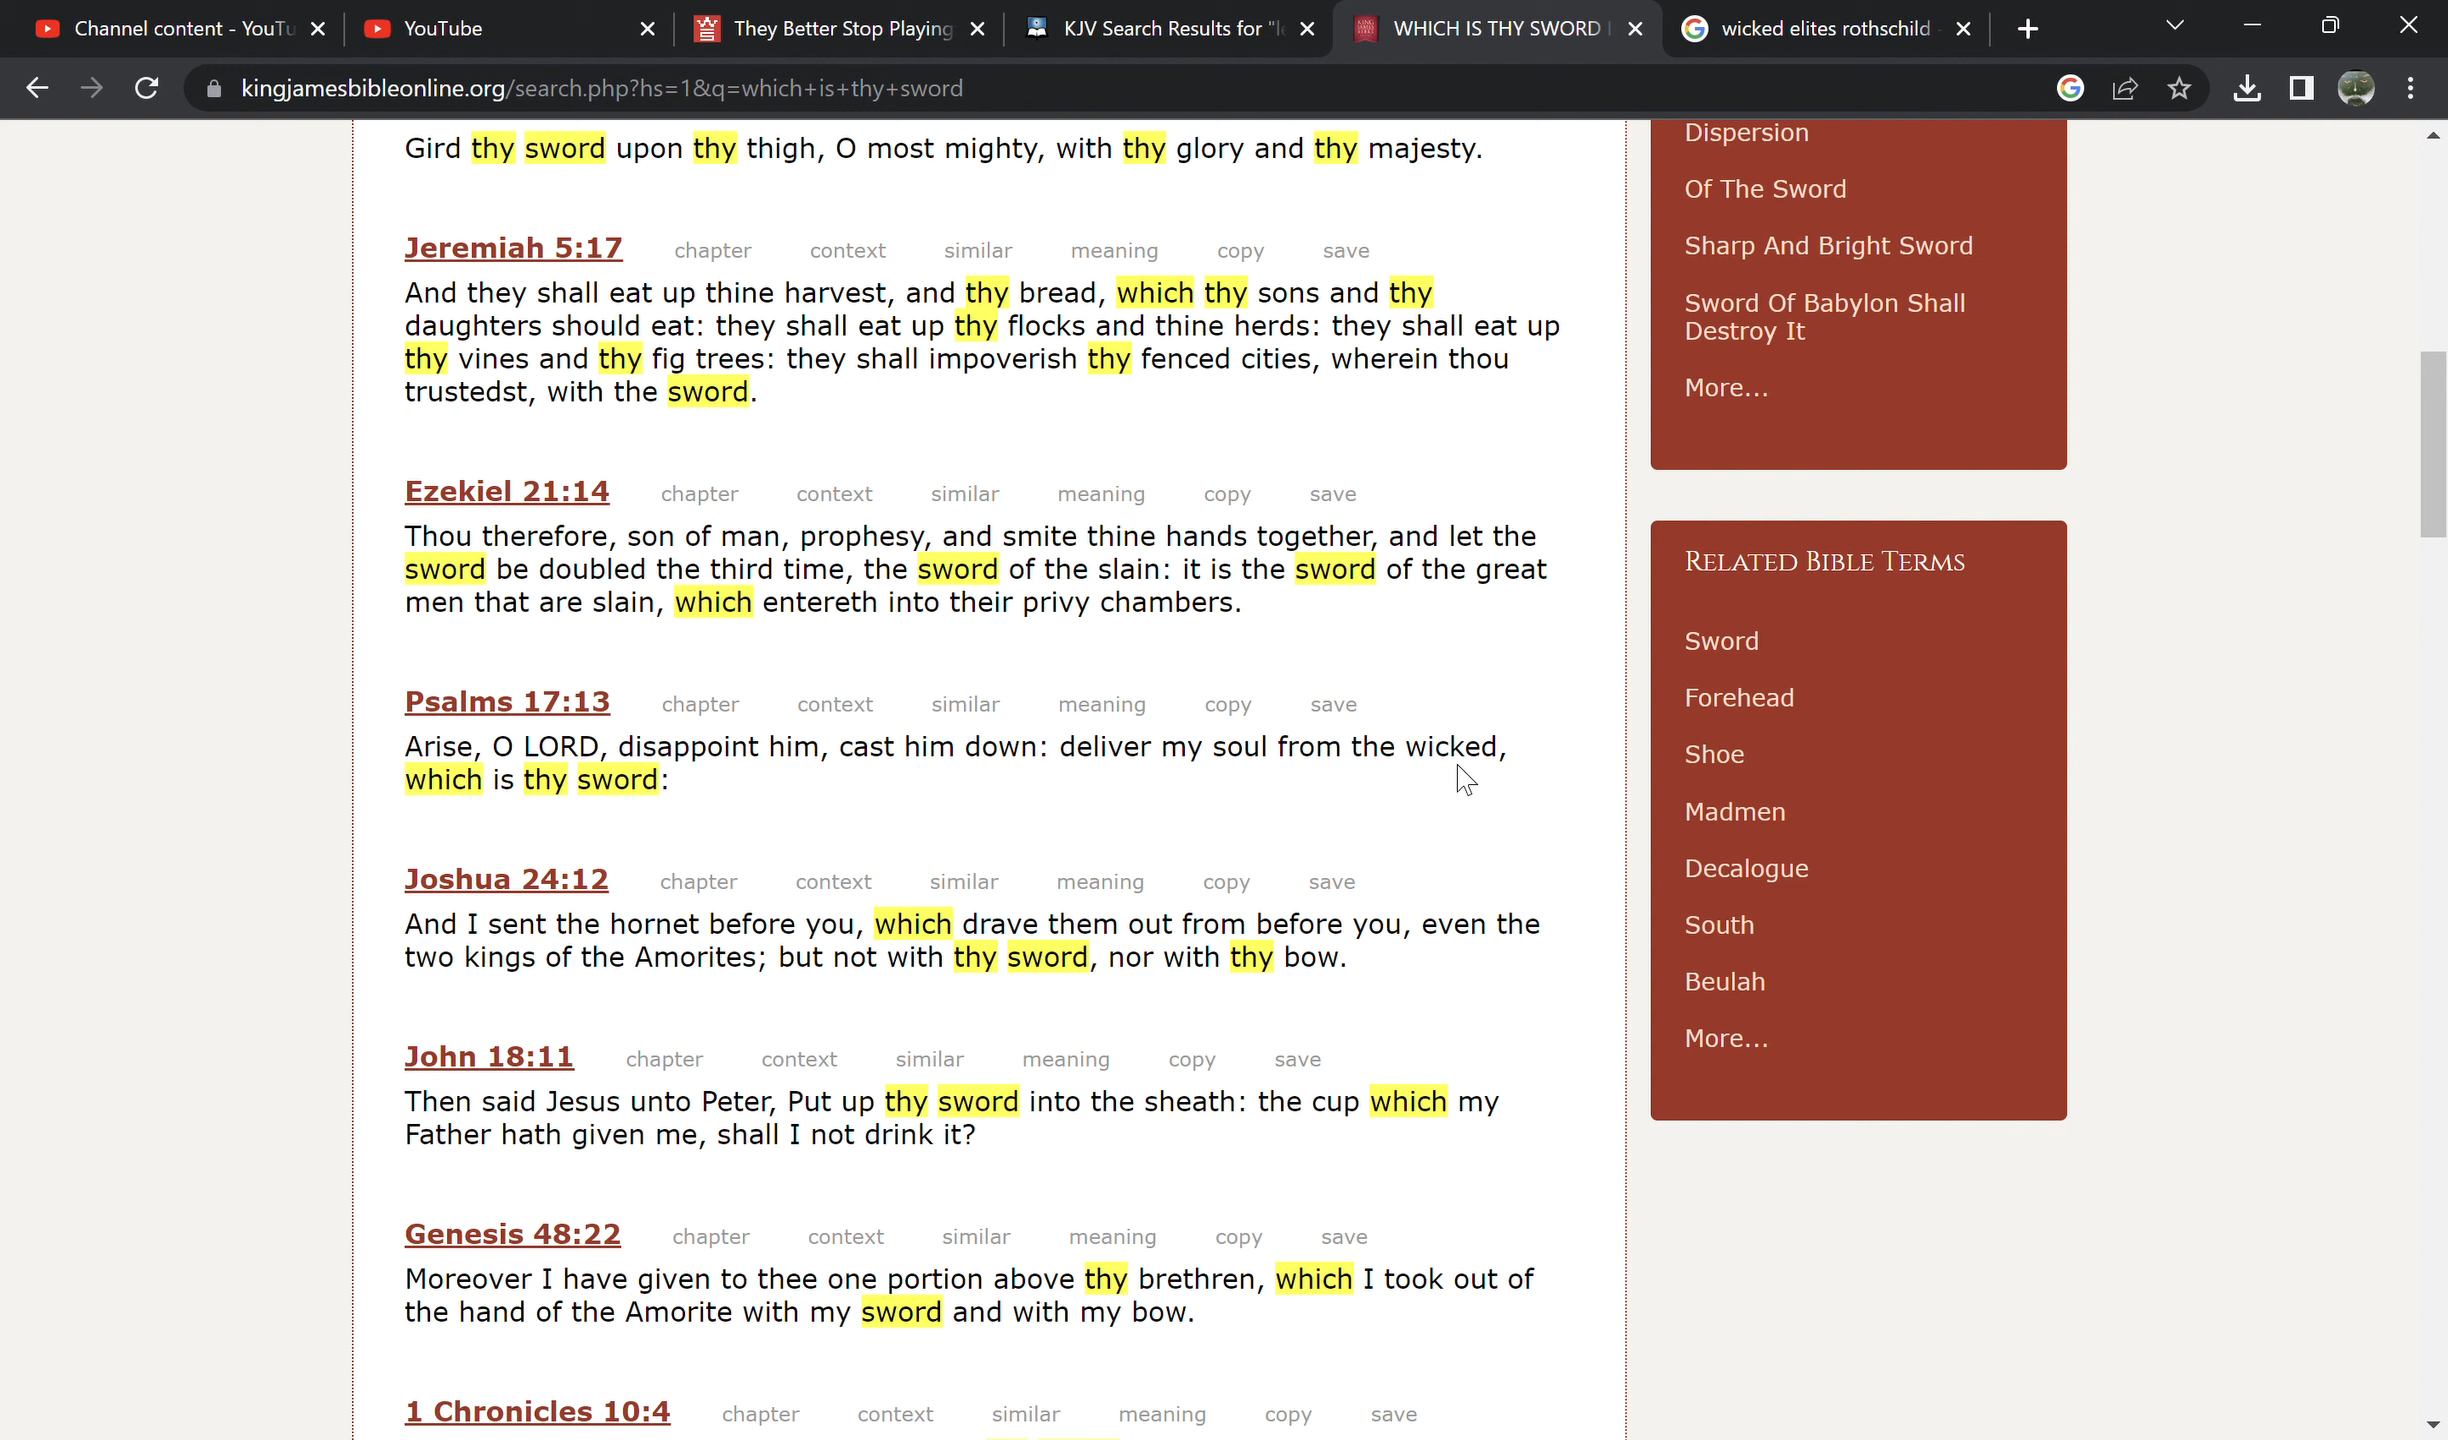 Channel content - YouTu
YouTube
They Better Stop Playing
KJV Search Results for "le
WHICH IS THY SWORD
wicked elites rothschild -
kingjamesbibleonline.org/search.php?hs=1&q=which+is+thy+sword
Gird thy sword upon thy thigh, O most mighty, with thy glory and thy majesty.
Jeremiah 5:17 chapter context similar meaning copy save
And they shall eat up thine harvest, and thy bread, which thy sons and thy
daughters should eat: they shall eat up thy flocks and thine herds: they shall eat up
thy vines and thy fig trees: they shall impoverish thy fenced cities, wherein thou
trustedst, with the sword.
Ezekiel 21:14 chapter context similar meaning copy save
Thou therefore, son of man, prophesy, and smite thine hands together, and let the
sword be doubled the third time, the sword of the slain: it is the sword of the great
men that are slain, which entereth into their privy chambers.
Psalms 17:13 chapter context similar meaning copy save
Arise, O LORD, disappoint him, cast him down: deliver my soul from the wicked,
which is thy sword:
Joshua 24:12 chapter context similar meaning copy save
And I sent the hornet before you, which drave them out from before you, even the
two kings of the Amorites; but not with thy sword, nor with thy bow.
John 18:11 chapter context similar meaning copy save
Then said Jesus unto Peter, Put up thy sword into the sheath: the cup which my
Father hath given me, shall I not drink it?
Genesis 48:22 chapter context similar meaning copy save
Moreover I have given to thee one portion above thy brethren, which I took out of
the hand of the Amorite with my sword and with my bow.
1 Chronicles 10:4 chapter context similar meaning copy save
Dispersion
Of The Sword
Sharp And Bright Sword
Sword Of Babylon Shall
Destroy It
More...
RELATED BIBLE TERMS
Sword
Forehead
Shoe
Madmen
Decalogue
South
Beulah
More...